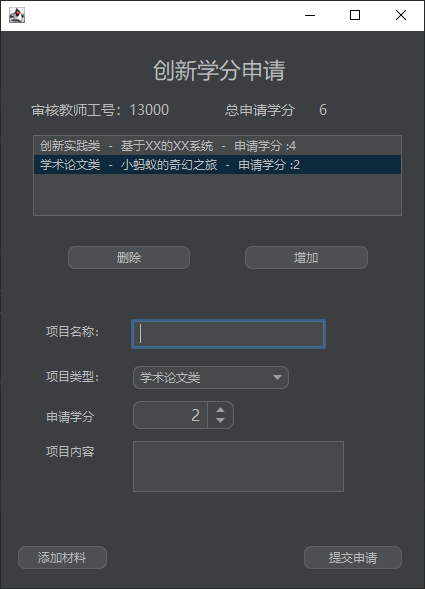 创新学分申请
审核教师工号：13000 总申请学分 6
创新实践类 - 基于XX的XX系统 - 申请学分 :4
学术论文类 - 小蚂蚁的奇幻之旅 - 申请学分 :2
删除 增加
项目名称：
项目类型： 学术论文类
申请学分 2
项目内容
添加材料 提交申请